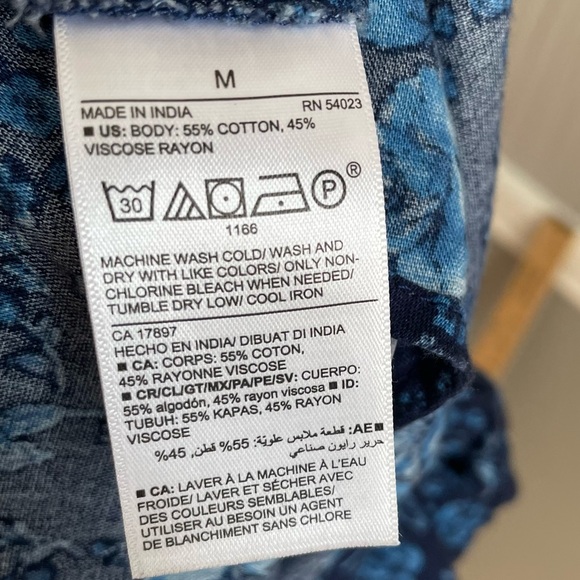 M
MADE IN INDIA RN 54023
■ US: BODY: 55% COTTON, 45%
VISCOSE RAYON
30 P ®
1166
MACHINE WASH COLD/ WASH AND
DRY WITH LIKE COLORS/ ONLY NON-
CHLORINE BLEACH WHEN NEEDED/
TUMBLE DRY LOW/ COOL IRON
CA 17897
HECHO EN INDIA/ DIBUAT DI INDIA
■ CA: CORPS: 55% COTON,
45% RAYONNE VISCOSE
■ CR/CL/GT/MX/PA/PE/SV: CUERPO:
55% algodón, 45% rayon viscosa ■ ID:
TUBUH: 55% KAPAS, 45% RAYON
VISCOSE
■ AE: قطعة ملابس علويّة: 55% قطن, 45%
حرير رايون صناعي
■ CA: LAVER À LA MACHINE À L'EAU
FROIDE/ LAVER ET SÉCHER AVEC
DES COULEURS SEMBLABLES/
UTILISER AU BESOIN UN AGENT
DE BLANCHIMENT SANS CHLORE